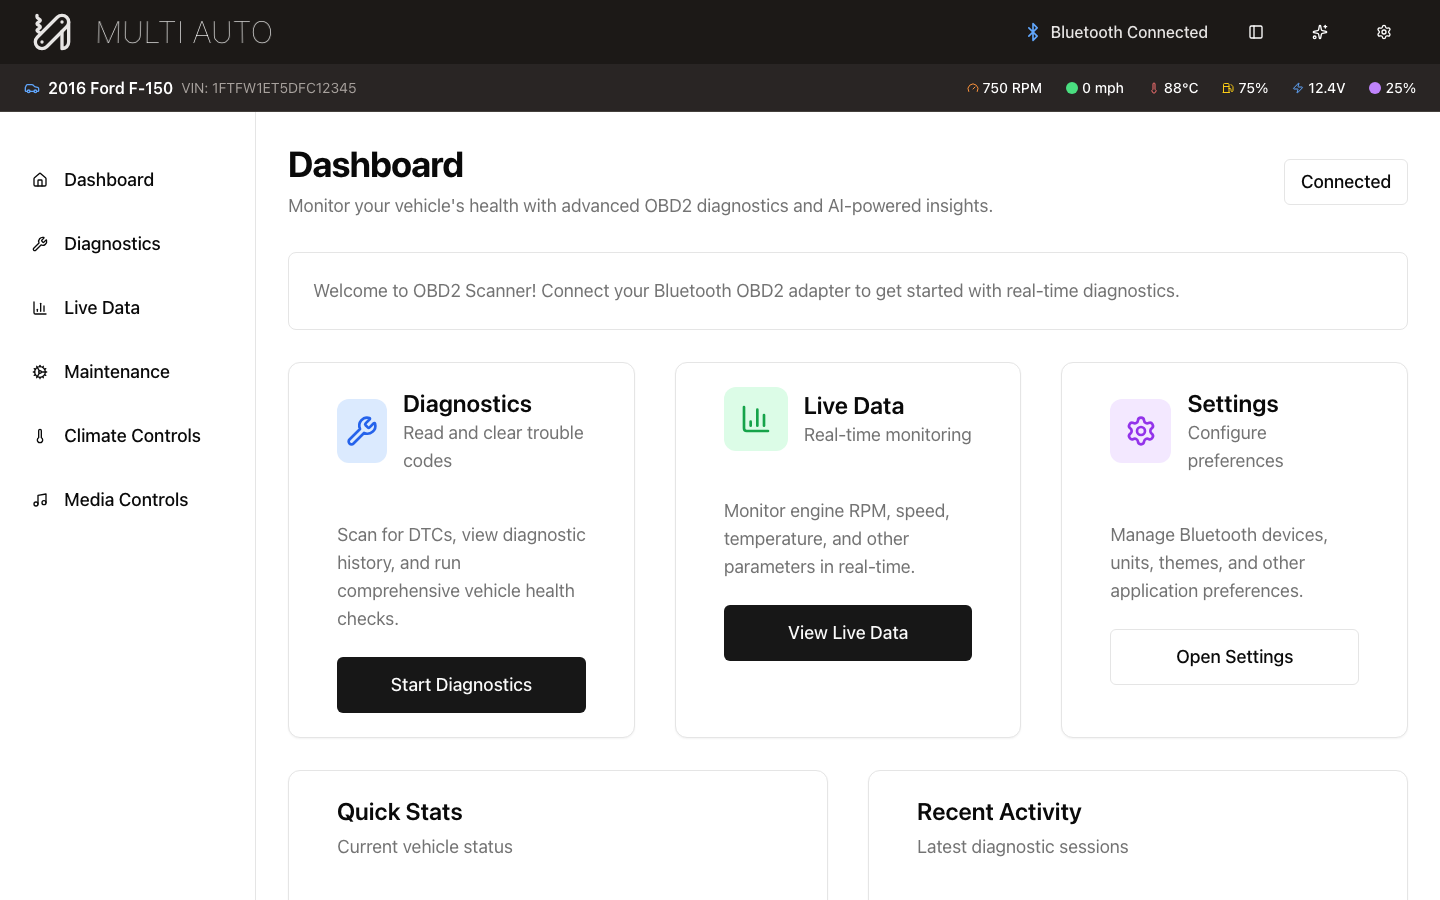 MULTI AUTO
Bluetooth Connected
2016 Ford F-150 VIN: 1FTFW1ET5DFC12345
750 RPM 0 mph 88°C 75% 12.4V 25%
Dashboard
Diagnostics
Live Data
Maintenance
Climate Controls
Media Controls
Dashboard
Monitor your vehicle's health with advanced OBD2 diagnostics and AI-powered insights.
Connected
Welcome to OBD2 Scanner! Connect your Bluetooth OBD2 adapter to get started with real-time diagnostics.
Diagnostics
Read and clear trouble
codes
Scan for DTCs, view diagnostic
history, and run
comprehensive vehicle health
checks.
Start Diagnostics
Live Data
Real-time monitoring
Monitor engine RPM, speed,
temperature, and other
parameters in real-time.
View Live Data
Settings
Configure
preferences
Manage Bluetooth devices,
units, themes, and other
application preferences.
Open Settings
Quick Stats
Current vehicle status
Recent Activity
Latest diagnostic sessions